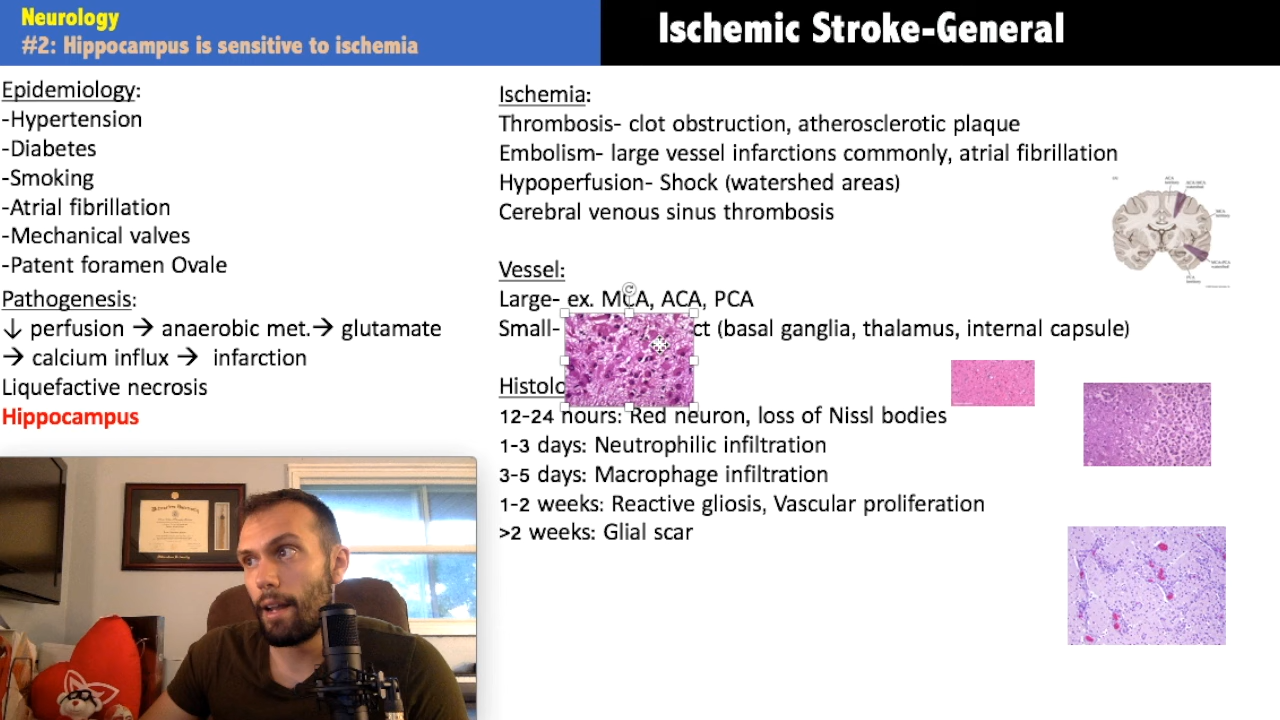 Neurology
#2: Hippocampus is sensitive to ischemia
Ischemic Stroke-General
Epidemiology:
-Hypertension
-Diabetes
-Smoking
-Atrial fibrillation
-Mechanical valves
-Patent foramen Ovale
Pathogenesis:
↓ perfusion → anaerobic met.→ glutamate
→ calcium influx → infarction
Liquefactive necrosis
Hippocampus
Ischemia:
Thrombosis- clot obstruction, atherosclerotic plaque
Embolism- large vessel infarctions commonly, atrial fibrillation
Hypoperfusion- Shock (watershed areas)
Cerebral venous sinus thrombosis
Vessel:
Large- ex. MCA, ACA, PCA
Small- ct (basal ganglia, thalamus, internal capsule)
Histolo
12-24 hours: Red neuron, loss of Nissl bodies
1-3 days: Neutrophilic infiltration
3-5 days: Macrophage infiltration
1-2 weeks: Reactive gliosis, Vascular proliferation
>2 weeks: Glial scar